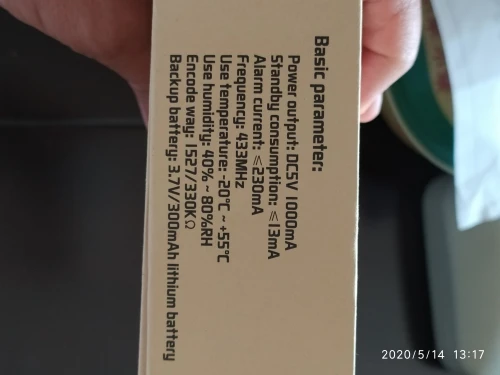 Basic parameter:
Power output: DC5V 1000mA
Standby consumption: ≤13mA
Alarm current: ≤230mA
Frequency: 433MHz
Use temperature: -20℃ ~ +55℃
Use humidity: 40% ~ 80%RH
Encode way: 1527/330KΩ
Backup battery: 3.7V/300mAh lithium battery
2020/5/14 13:17